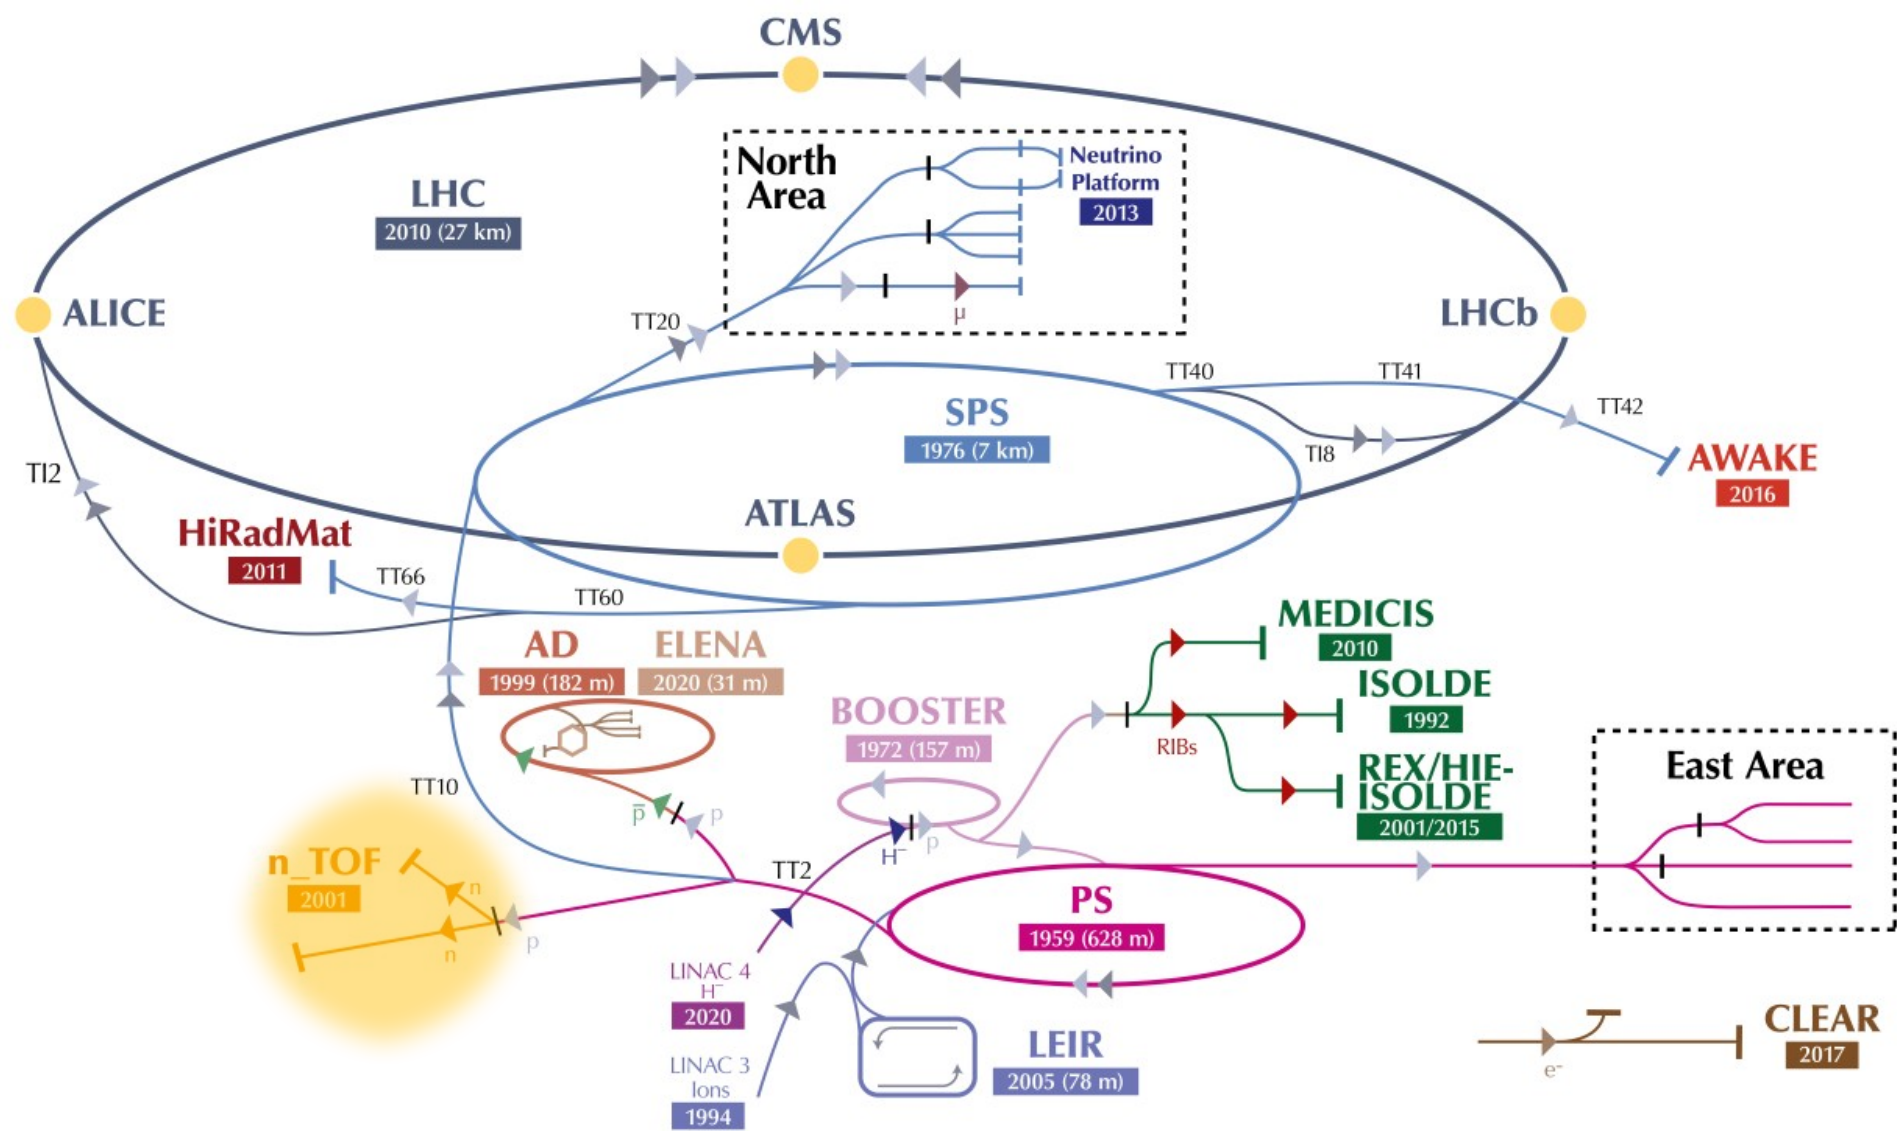 CMS
North
Area
Neutrino
Platform
2013
LHC
2010 (27 km)
ALICE
LHCb
TT20
μ
TT40
TT41
TT42
SPS
1976 (7 km)
TI8
AWAKE
2016
TI2
HiRadMat
2011
ATLAS
TT66
TT60
AD
1999 (182 m)
ELENA
2020 (31 m)
MEDICIS
2010
ISOLDE
1992
RIBs
REX/HIE-
ISOLDE
2001/2015
BOOSTER
1972 (157 m)
East Area
TT10
p̄
p
H⁻
p
n_TOF
2001
n
n
p
TT2
PS
1959 (628 m)
LINAC 4
H⁻
2020
LINAC 3
Ions
1994
LEIR
2005 (78 m)
CLEAR
2017
e⁻